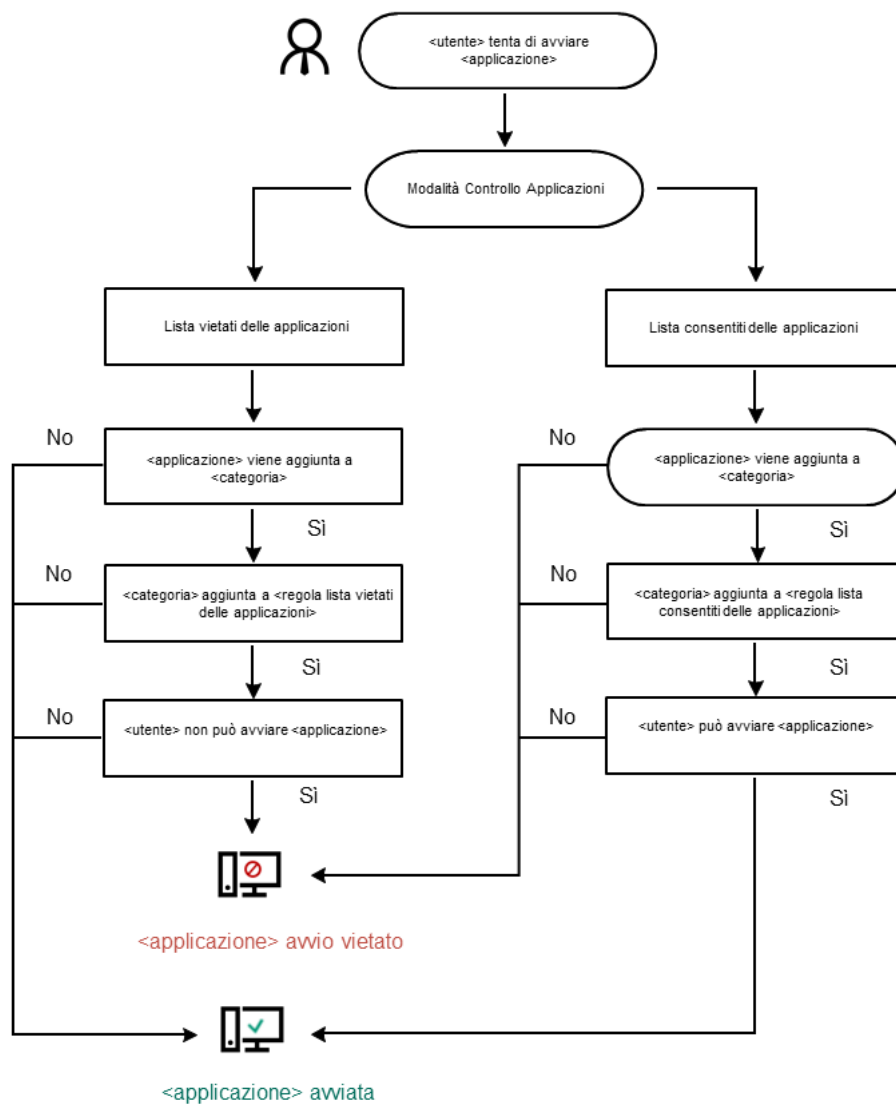 <utente> tenta di avviare
<applicazione>
Modalità Controllo Applicazioni
Lista vietati delle applicazioni
Lista consentiti delle applicazioni
No
<applicazione> viene aggiunta a
<categoria>
Sì
No
<applicazione> viene aggiunta a
<categoria>
Sì
No
<categoria> aggiunta a <regola lista vietati
delle applicazioni>
Sì
No
<categoria> aggiunta a <regola lista
consentiti delle applicazioni>
Sì
No
<utente> non può avviare <applicazione>
Sì
No
<utente> può avviare <applicazione>
Sì
<applicazione> avvio vietato
<applicazione> avviata